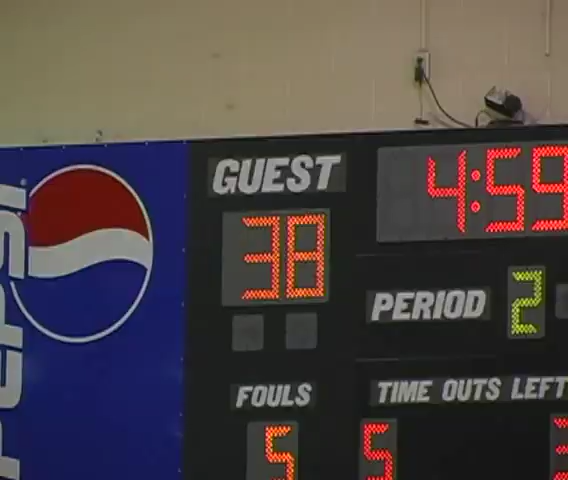 PEPSI
GUEST
4:59
38
PERIOD 2
FOULS
TIME OUTS LEFT
5 5